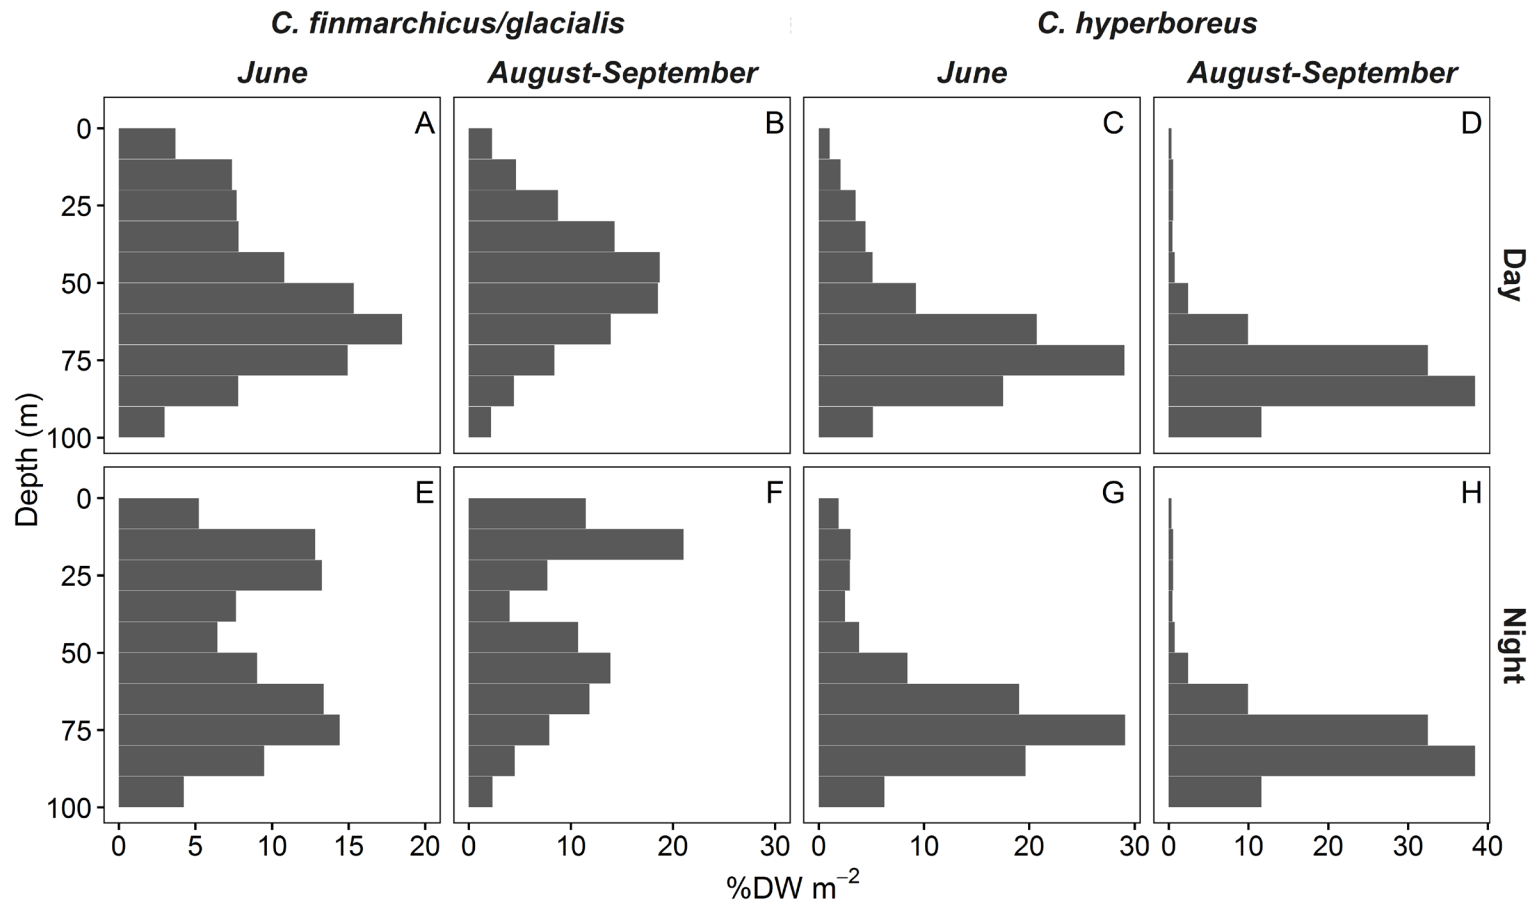 C. finmarchicus/glacialis C. hyperboreus
June August-September June August-September
A B C D
0
25
50
75
100
Day
Depth (m)
E F G H
0
25
50
75
100
Night
0 5 10 15 20 0 10 20 30 0 10 20 30 0 10 20 30 40
%DW m⁻²